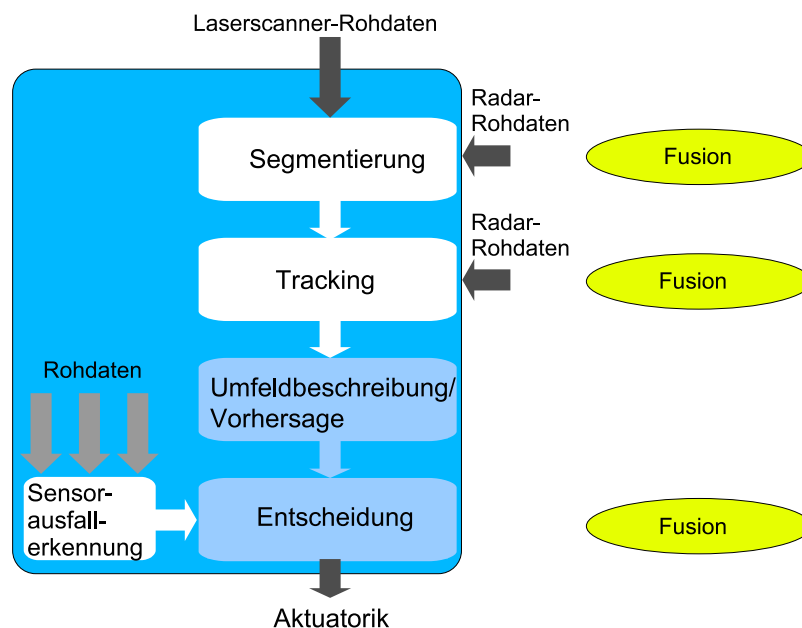 Laserscanner-Rohdaten
Radar-
Rohdaten
Segmentierung
Fusion
Radar-
Rohdaten
Tracking
Fusion
Rohdaten
Umfeldbeschreibung/
Vorhersage
Sensor-
ausfall-
erkennung
Entscheidung
Fusion
Aktuatorik